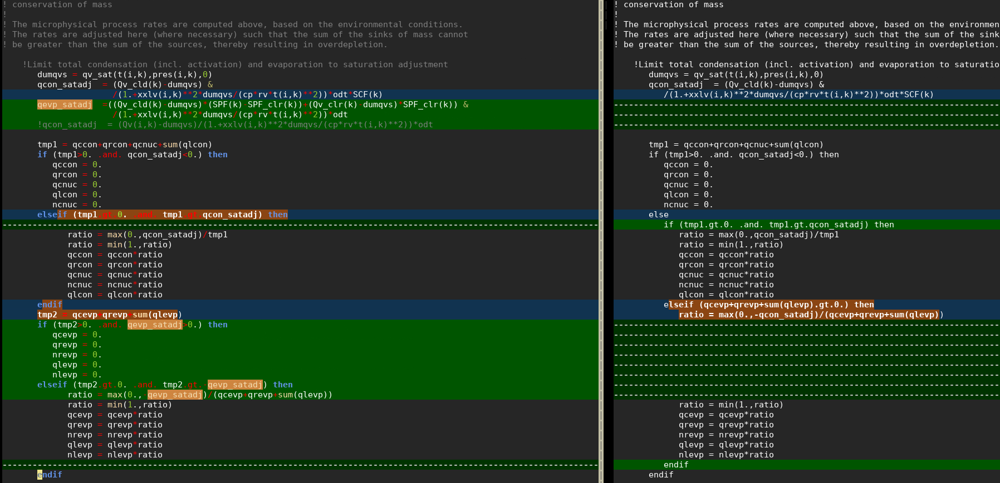 ! conservation of mass
!
! The microphysical process rates are computed above, based on the environmental conditions.
! The rates are adjusted here (where necessary) such that the sum of the sinks of mass cannot
! be greater than the sum of the sources, thereby resulting in overdepletion.

    !Limit total condensation (incl. activation) and evaporation to saturation adjustment
       dumqvs = qv_sat(t(i,k),pres(i,k),0)
       qcon_satadj  = (Qv_cld(k)-dumqvs) &
                      /(1.+xxlv(i,k)**2*dumqvs/(cp*rv*t(i,k)**2))*odt*SCF(k)
       qevp_satadj  =((Qv_cld(k)-dumqvs)*(SPF(k)-SPF_clr(k))+(Qv_clr(k)-dumqvs)*SPF_clr(k)) &
                      /(1.+xxlv(i,k)**2*dumqvs/(cp*rv*t(i,k)**2))*odt
       !qcon_satadj  = (Qv(i,k)-dumqvs)/(1.+xxlv(i,k)**2*dumqvs/(cp*rv*t(i,k)**2))*odt

       tmp1 = qccon+qrcon+qcnuc+sum(qlcon)
       if (tmp1>0. .and. qcon_satadj<0.) then
          qccon = 0.
          qrcon = 0.
          qcnuc = 0.
          qlcon = 0.
          ncnuc = 0.
       elseif (tmp1.gt.0. .and. tmp1.gt.qcon_satadj) then
             ratio = max(0.,qcon_satadj)/tmp1
             ratio = min(1.,ratio)
             qccon = qccon*ratio
             qrcon = qrcon*ratio
             qcnuc = qcnuc*ratio
             ncnuc = ncnuc*ratio
             qlcon = qlcon*ratio
       endif
       tmp2 = qcevp+qrevp+sum(qlevp)
       if (tmp2>0. .and. qevp_satadj>0.) then
          qcevp = 0.
          qrevp = 0.
          nrevp = 0.
          qlevp = 0.
          nlevp = 0.
       elseif (tmp2.gt.0. .and. tmp2.gt.-qevp_satadj) then
             ratio = max(0.,-qevp_satadj)/(qcevp+qrevp+sum(qlevp))
             ratio = min(1.,ratio)
             qcevp = qcevp*ratio
             qrevp = qrevp*ratio
             nrevp = nrevp*ratio
             qlevp = qlevp*ratio
             nlevp = nlevp*ratio
       endif
! conservation of mass
!
! The microphysical process rates are computed above, based on the environmen
! The rates are adjusted here (where necessary) such that the sum of the sink
! be greater than the sum of the sources, thereby resulting in overdepletion.

    !Limit total condensation (incl. activation) and evaporation to saturatio
       dumqvs = qv_sat(t(i,k),pres(i,k),0)
       qcon_satadj  = (Qv_cld(k)-dumqvs) &
          /(1.+xxlv(i,k)**2*dumqvs/(cp*rv*t(i,k)**2))*odt*SCF(k)

       tmp1 = qccon+qrcon+qcnuc+sum(qlcon)
       if (tmp1>0. .and. qcon_satadj<0.) then
          qccon = 0.
          qrcon = 0.
          qcnuc = 0.
          qlcon = 0.
          ncnuc = 0.
       else
          if (tmp1.gt.0. .and. tmp1.gt.qcon_satadj) then
             ratio = max(0.,qcon_satadj)/tmp1
             ratio = min(1.,ratio)
             qccon = qccon*ratio
             qrcon = qrcon*ratio
             qcnuc = qcnuc*ratio
             ncnuc = ncnuc*ratio
             qlcon = qlcon*ratio
          elseif (qcevp+qrevp+sum(qlevp).gt.0.) then
             ratio = max(0.,-qcon_satadj)/(qcevp+qrevp+sum(qlevp))
             ratio = min(1.,ratio)
             qcevp = qcevp*ratio
             qrevp = qrevp*ratio
             nrevp = nrevp*ratio
             qlevp = qlevp*ratio
             nlevp = nlevp*ratio
          endif
       endif